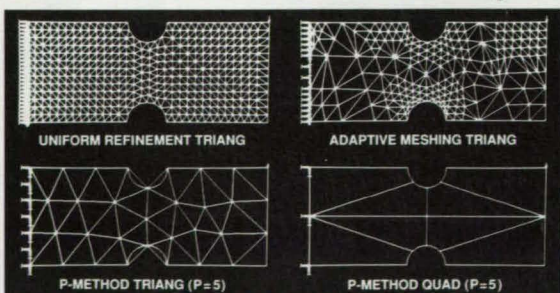 UNIFORM REFINEMENT TRIANG
ADAPTIVE MESHING TRIANG
P-METHOD TRIANG (P=5)
P-METHOD QUAD (P=5)